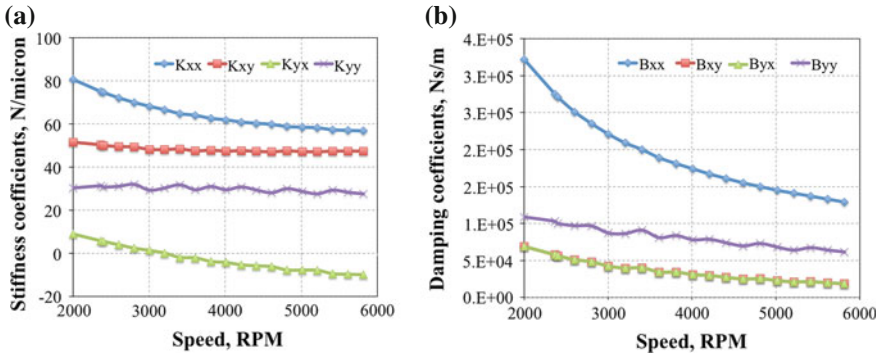 (a)
100
Kxx Kxy Kyx Kyy
80
60
40
20
0
-20
2000 3000 4000 5000 6000
Stiffness coefficients, N/micron
Speed, RPM
(b)
4.E+05
Bxx Bxy Byx Byy
3.E+05
3.E+05
2.E+05
2.E+05
1.E+05
1.E+05
5.E+04
0.E+00
2000 3000 4000 5000 6000
Damping coefficients, Ns/m
Speed, RPM